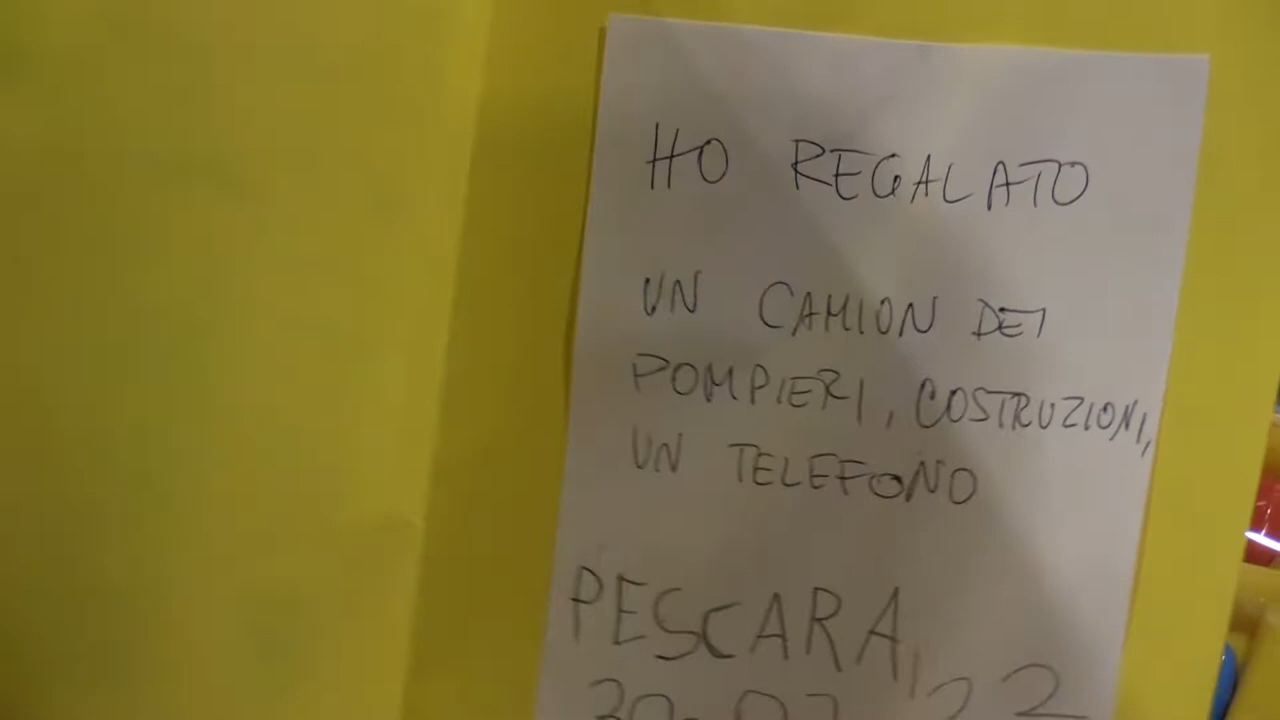 HO REGALATO
UN CAMION DEI
POMPIERI, COSTRUZIONI,
UN TELEFONO
PESCARA,